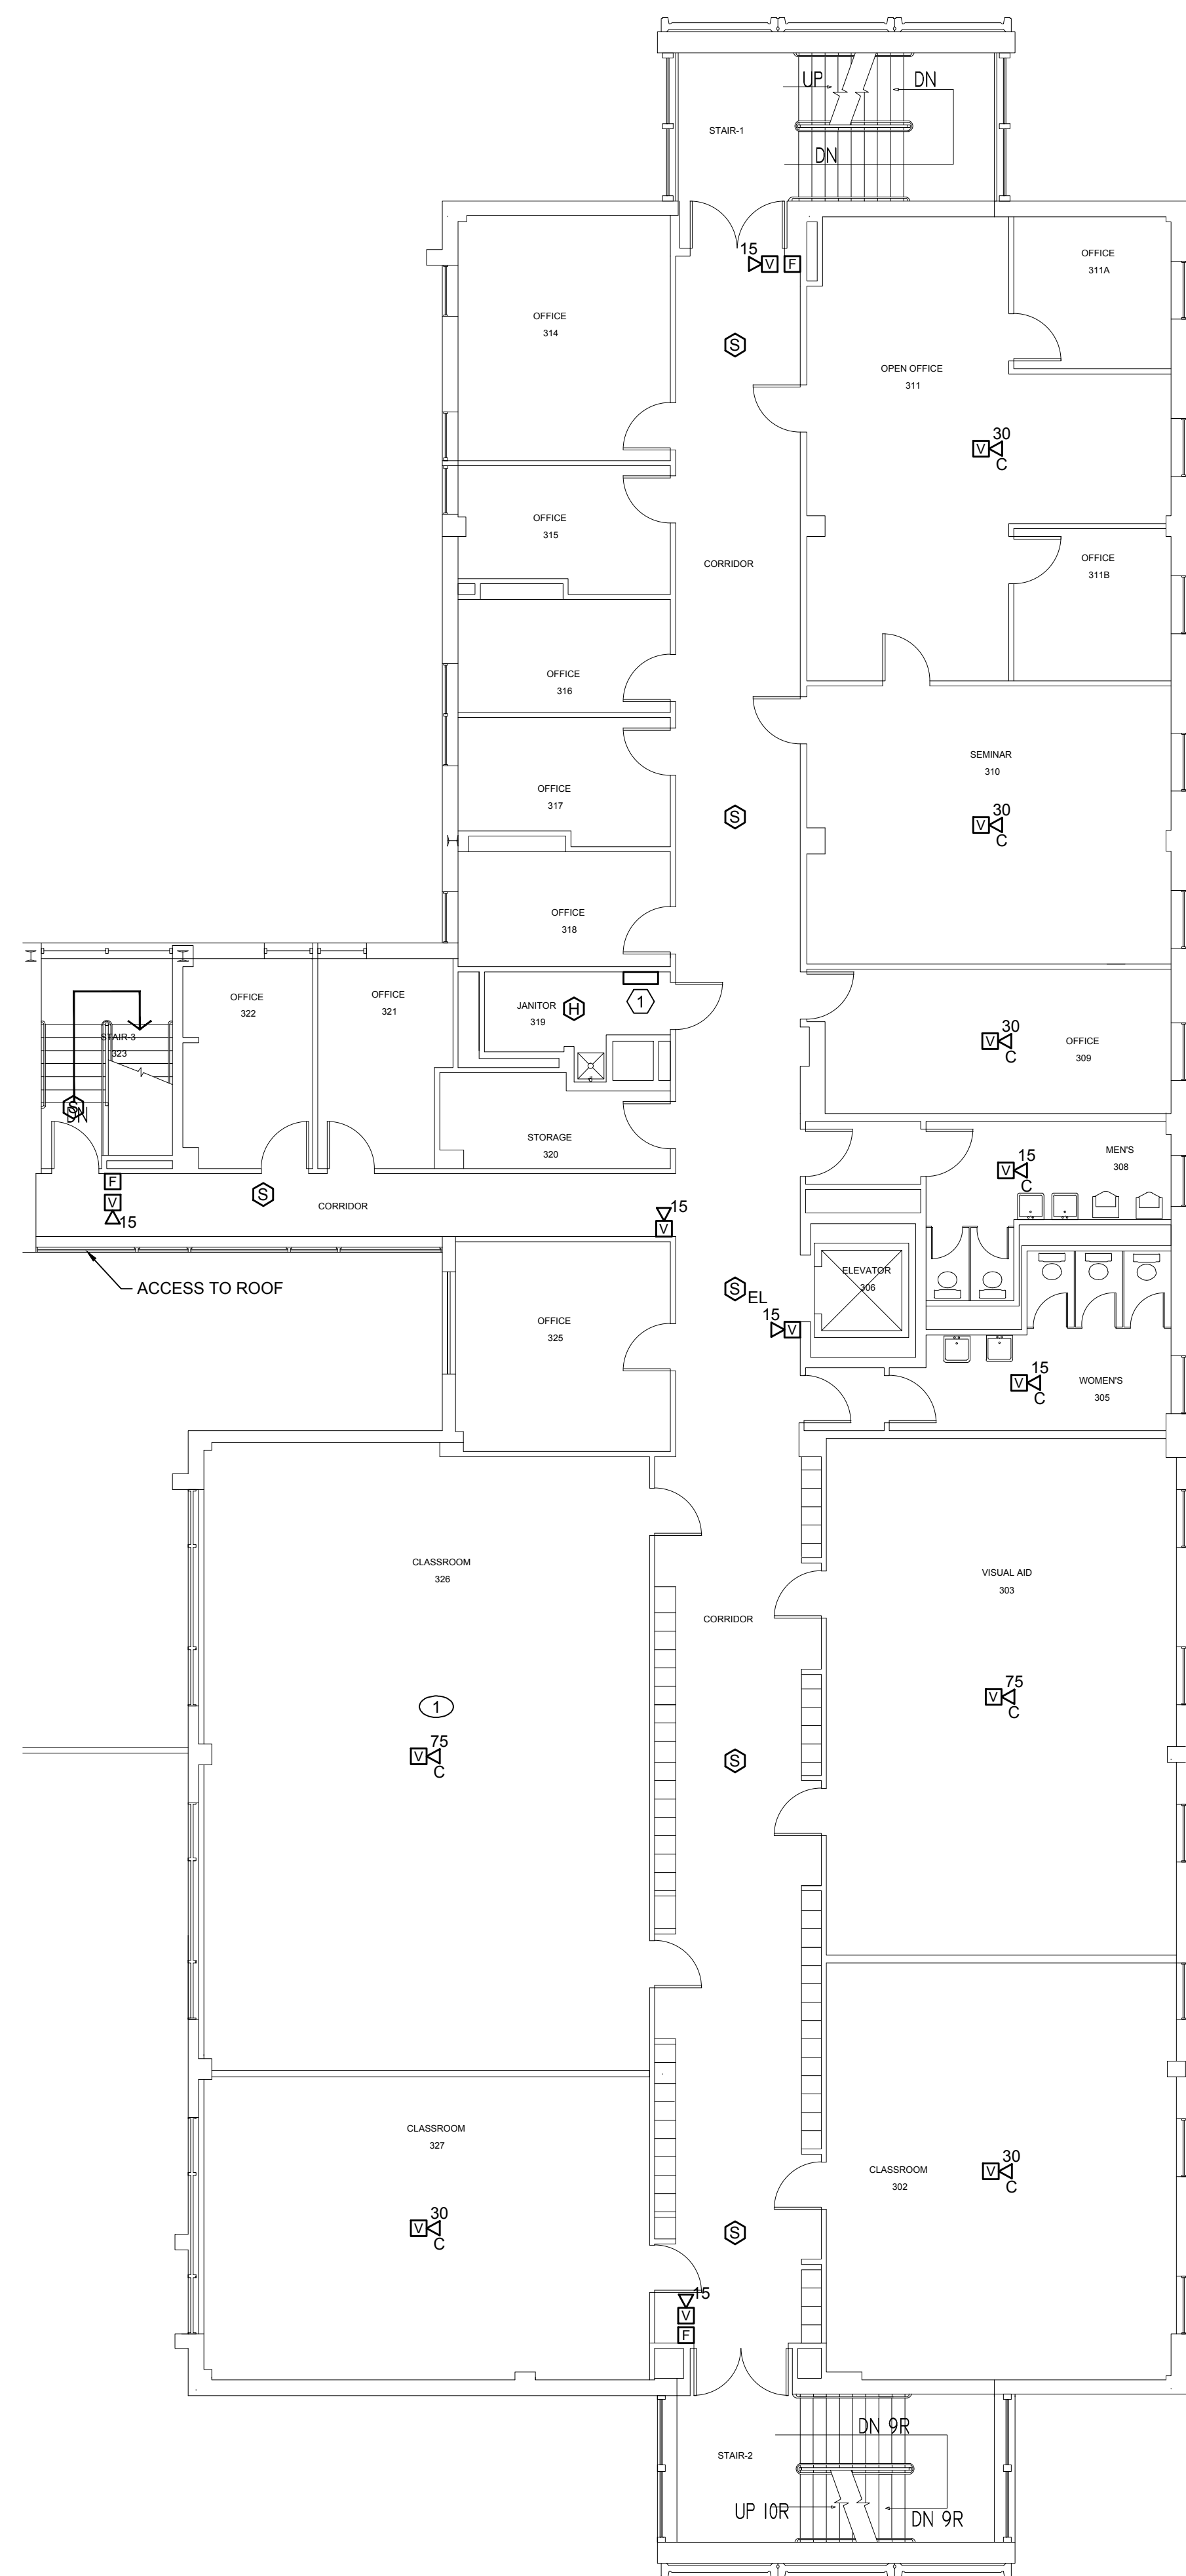 UP
DN
STAIR-1
DN
15
V
F
OFFICE
311A
OFFICE
314
S
OPEN OFFICE
311
30
V
C
OFFICE
315
CORRIDOR
OFFICE
311B
OFFICE
316
SEMINAR
310
OFFICE
317
S
30
V
C
OFFICE
318
OFFICE
322
OFFICE
321
JANITOR
319
H
1
STAIR-3
323
30
V
C
OFFICE
309
S
DN
STORAGE
320
MEN'S
308
15
V
C
F
V
15
S
CORRIDOR
15
V
ACCESS TO ROOF
ELEVATOR
306
S
EL
15
V
OFFICE
325
15
V
C
WOMEN'S
305
CLASSROOM
326
VISUAL AID
303
CORRIDOR
1
75
V
C
75
V
C
S
CLASSROOM
327
CLASSROOM
302
30
V
C
30
V
C
S
15
V
F
DN 9R
STAIR-2
UP 10R
DN 9R